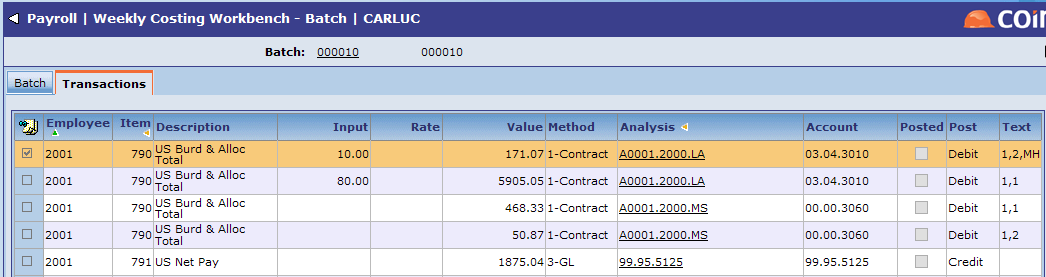 Payroll | Weekly Costing Workbench - Batch | CARLUC
Batch: 000010 000010
Batch Transactions
Employee Item Description Input Rate Value Method Analysis Account Posted Post Text
2001 790 US Burd & Alloc Total 10.00 171.07 1-Contract A0001.2000.LA 03.04.3010 Debit 1,2,MH
2001 790 US Burd & Alloc Total 80.00 5905.05 1-Contract A0001.2000.LA 03.04.3010 Debit 1,1
2001 790 US Burd & Alloc Total 468.33 1-Contract A0001.2000.MS 00.00.3060 Debit 1,1
2001 790 US Burd & Alloc Total 50.87 1-Contract A0001.2000.MS 00.00.3060 Debit 1,2
2001 791 US Net Pay 1875.04 3-GL 99.95.5125 99.95.5125 Credit